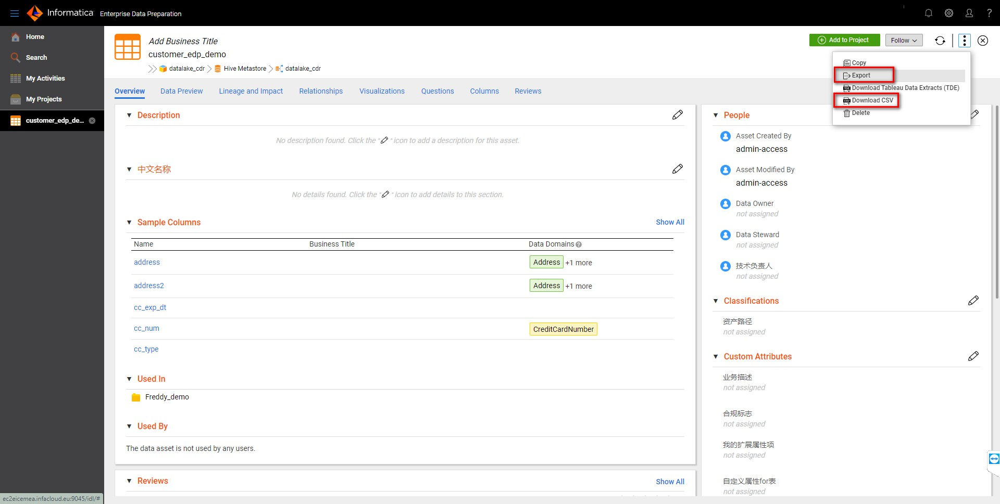 Informatica Enterprise Data Preparation
Home
Search
My Activities
My Projects
customer_edp_de...
Add Business Title
customer_edp_demo
datalake_cdr Hive Metastore datalake_cdr
Add to Project
Follow
Copy
Export
Download Tableau Data Extracts (TDE)
Download CSV
Delete
Overview Data Preview Lineage and Impact Relationships Visualizations Questions Columns Reviews
Description
No description found. Click the " " icon to add a description for this asset.
中文名称
No details found. Click the " " icon to add details to this section.
Sample Columns Show All
Name Business Title Data Domains
address Address +1 more
address2 Address +1 more
cc_exp_dt
cc_num CreditCardNumber
cc_type
Used In
Freddy_demo
Used By
The data asset is not used by any users.
Reviews Show All
People
Asset Created By
admin-access
Asset Modified By
admin-access
Data Owner
not assigned
Data Steward
not assigned
技术负责人
not assigned
Classifications
资产路径
not assigned
Custom Attributes
业务描述
not assigned
合规标志
not assigned
我的扩展属性项
not assigned
自定义属性for表
not assigned
ec2eicemea.infacloud.eu:9045/idl/#